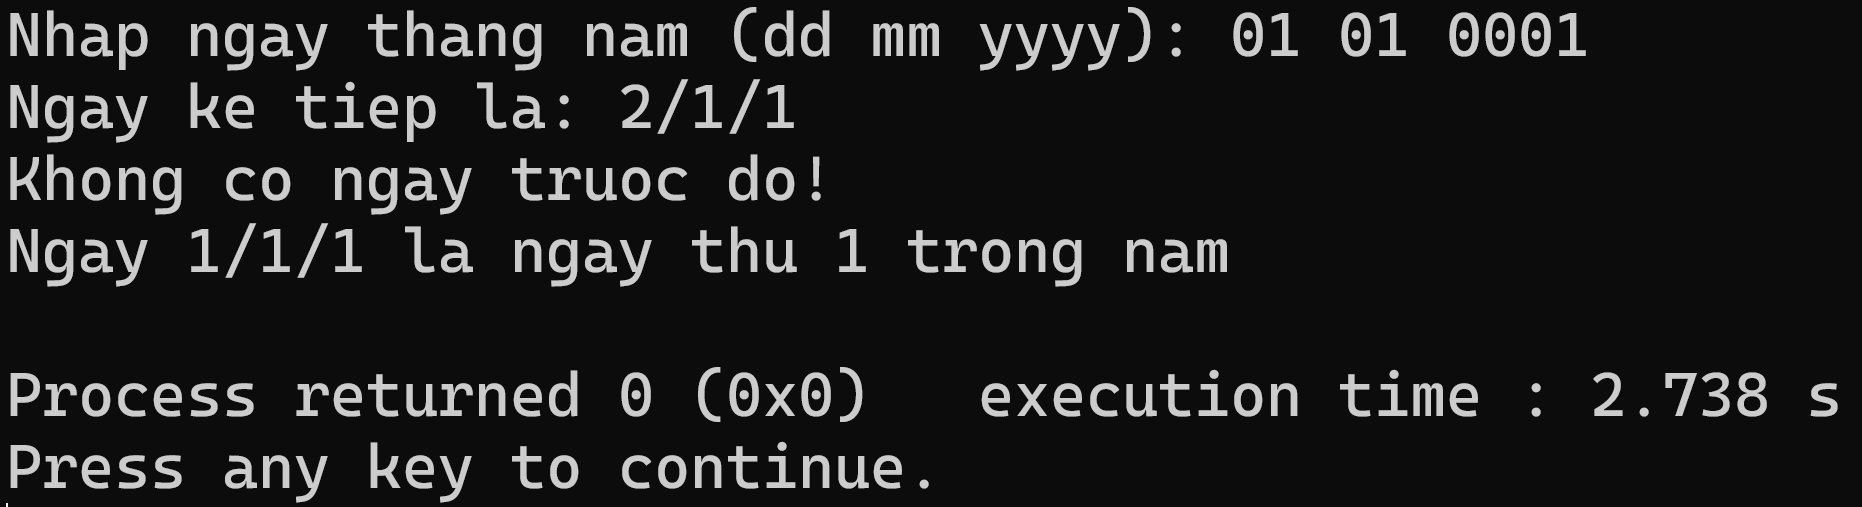 Nhap ngay thang nam (dd mm yyyy): 01 01 0001
Ngay ke tiep la: 2/1/1
Khong co ngay truoc do!
Ngay 1/1/1 la ngay thu 1 trong nam
Process returned 0 (0x0)   execution time : 2.738 s
Press any key to continue.